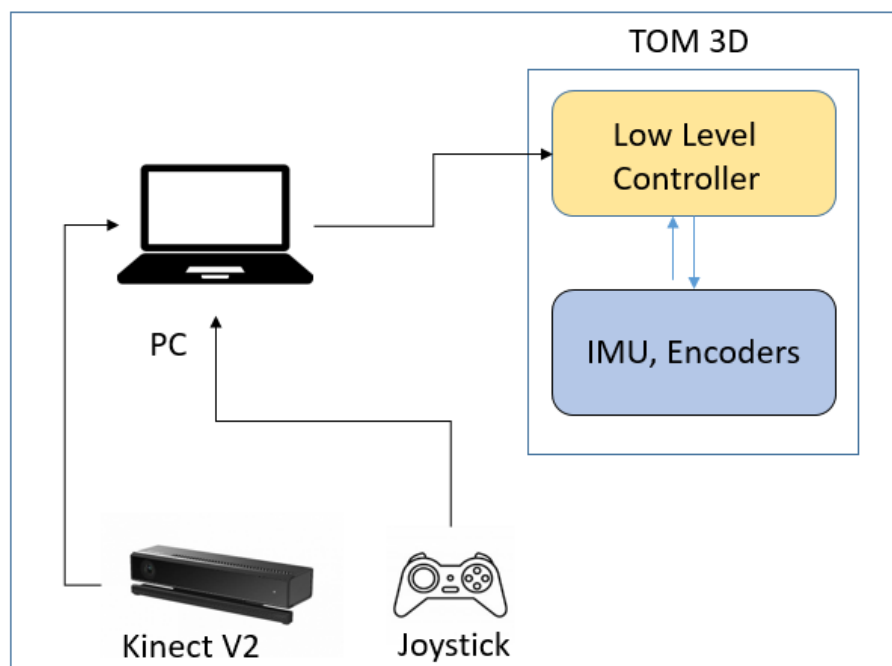 TOM 3D
Low Level
Controller
IMU, Encoders
PC
Kinect V2
Joystick